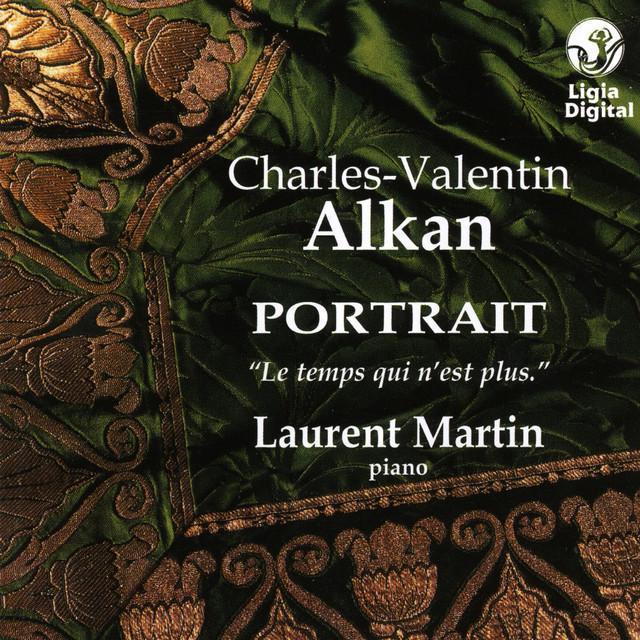 Ligia
Digital
Charles-Valentin
Alkan
PORTRAIT
“Le temps qui n’est plus.”
Laurent Martin
piano